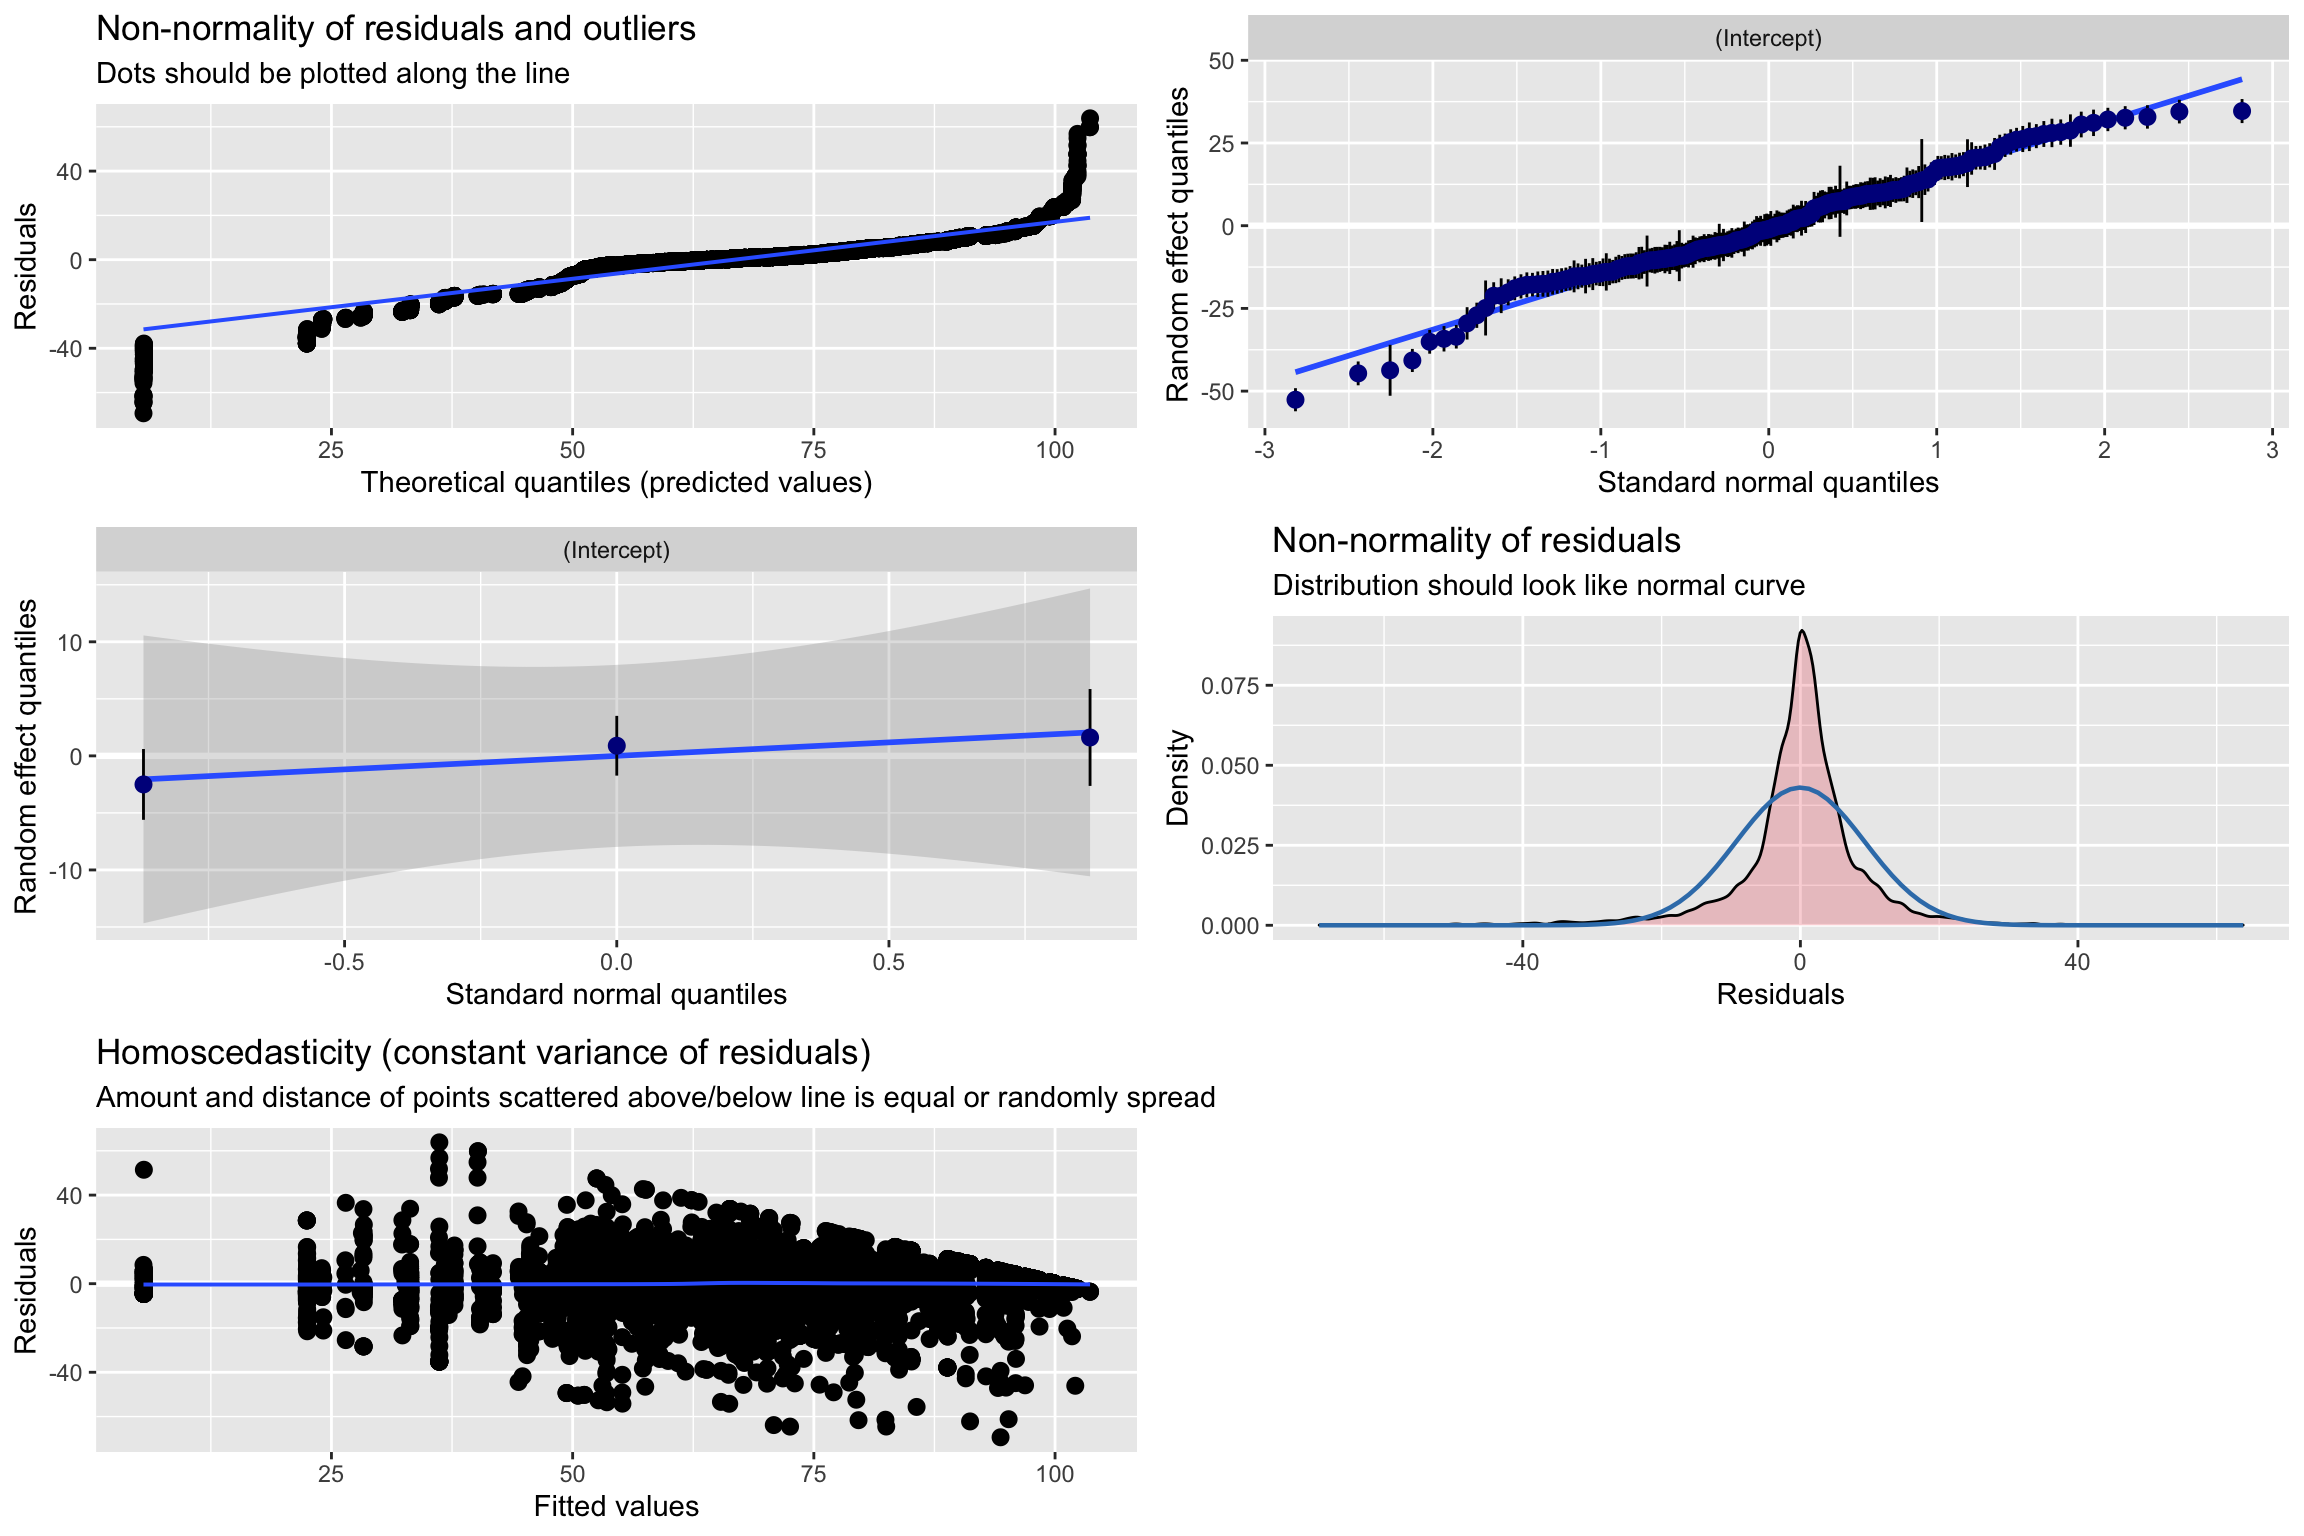 Non-normality of residuals and outliers
Dots should be plotted along the line
40
0
-40
Residuals
25 50 75 100
Theoretical quantiles (predicted values)
(Intercept)
50
25
0
-25
-50
Random effect quantiles
-3 -2 -1 0 1 2 3
Standard normal quantiles
(Intercept)
10
0
-10
Random effect quantiles
-0.5 0.0 0.5
Standard normal quantiles
Non-normality of residuals
Distribution should look like normal curve
0.075
0.050
0.025
0.000
Density
-40 0 40
Residuals
Homoscedasticity (constant variance of residuals)
Amount and distance of points scattered above/below line is equal or randomly spread
40
0
-40
Residuals
25 50 75 100
Fitted values